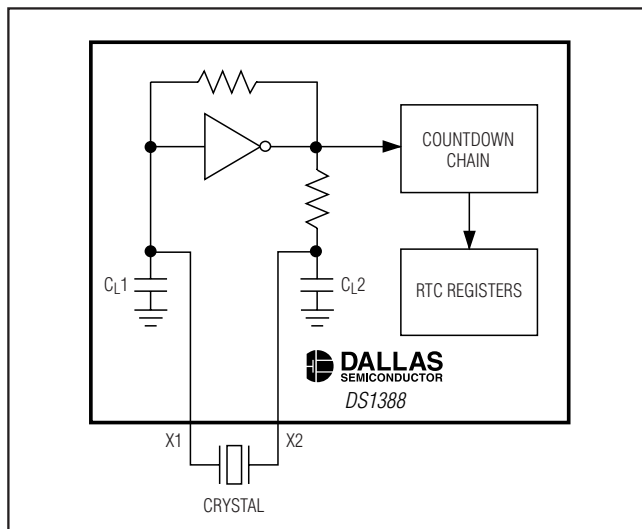 COUNTDOWN
CHAIN
RTC REGISTERS
CL1
CL2
DALLAS
SEMICONDUCTOR
DS1388
X1
X2
CRYSTAL